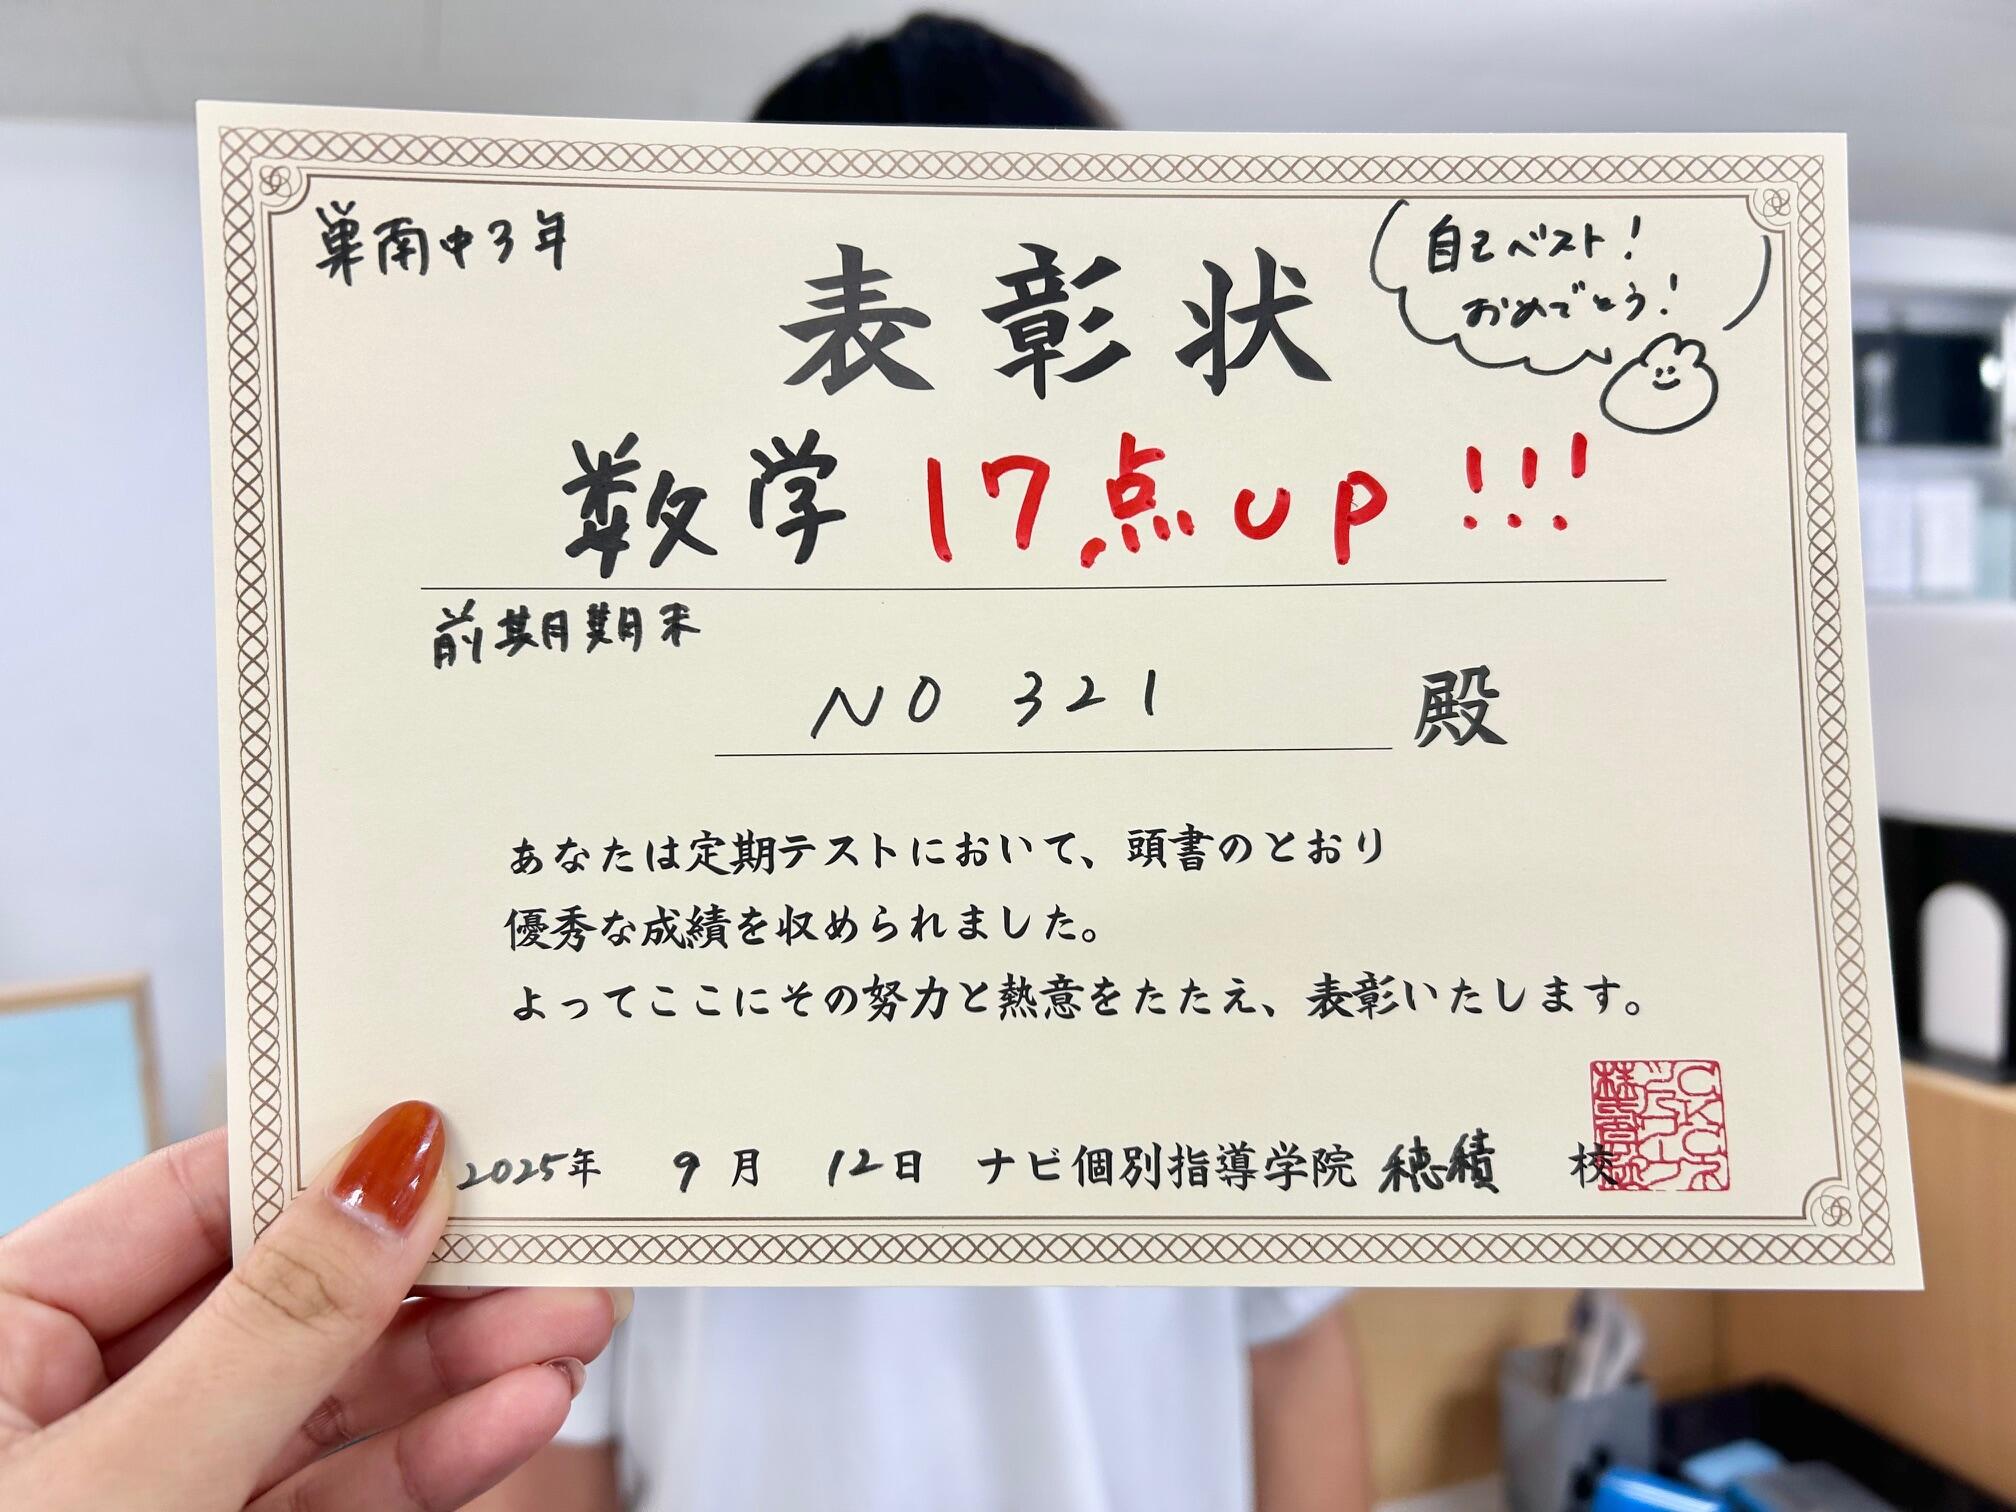 巣南中3年
自己ベスト!
おめでとう!
表彰状
数学 17点up!!!
前期期末
NO 321 殿
あなたは定期テストにおいて、頭書のとおり
優秀な成績を収められました。
よってここにその努力と熱意をたたえ、表彰いたします。
2025年 9月 12日 ナビ個別指導学院 穂積 校